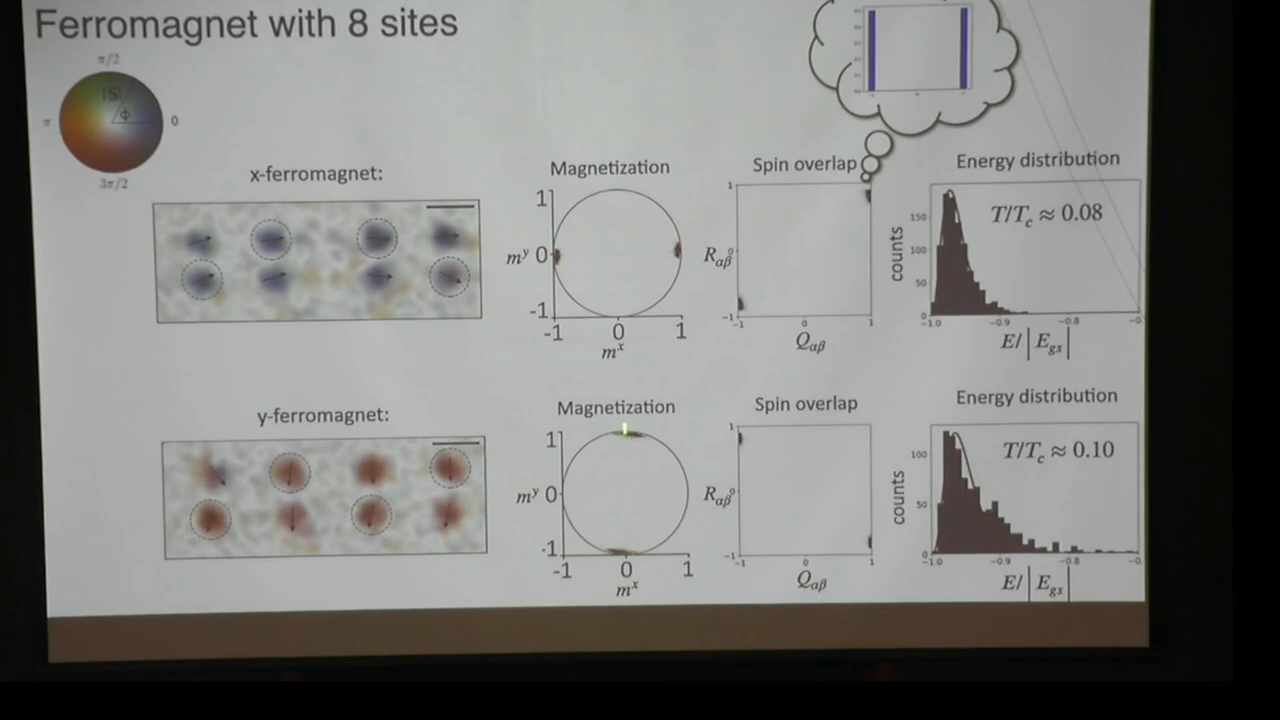 Ferromagnet with 8 sites
π/2
|S|
ϕ
π
0
3π/2
x-ferromagnet:
Magnetization
1
mʸ 0
-1
-1 0 1
mˣ
Spin overlap
1
R_αβ 0
−1
−1 0 1
Q_αβ
Energy distribution
T/T_c ≈ 0.08
counts
150
100
50
0
−1.0 −0.9 −0.8
E/|E_gs|
y-ferromagnet:
Magnetization
1
mʸ 0
-1
-1 0 1
mˣ
Spin overlap
1
R_αβ 0
−1
−1 0 1
Q_αβ
Energy distribution
T/T_c ≈ 0.10
counts
100
50
0
−1.0 −0.9 −0.8
E/|E_gs|